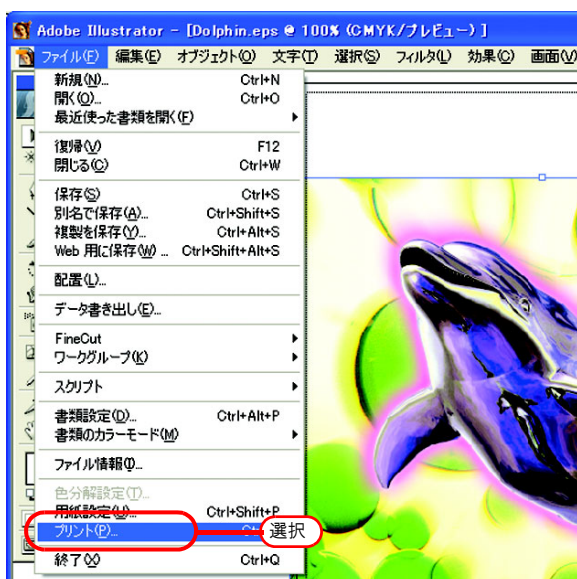 Adobe Illustrator - [Dolphin.eps @ 100% (CMYK/プレビュー) ]
ファイル(F) 編集(E) オブジェクト(O) 文字(T) 選択(S) フィルタ(L) 効果(C) 画面(V)
新規(N)... Ctrl+N
開く(O)... Ctrl+O
最近使った書類を開く(F)
復帰(V) F12
閉じる(C) Ctrl+W
保存(S) Ctrl+S
別名で保存(A)... Ctrl+Shift+S
複製を保存(Y)... Ctrl+Alt+S
Web 用に保存(W) ... Ctrl+Shift+Alt+S
配置(L)...
データ書き出し(E)...
FineCut
ワークグループ(K)
スクリプト
書類設定(D)... Ctrl+Alt+P
書類のカラーモード(M)
ファイル情報(I)...
色分解設定(T)...
用紙設定(U)... Ctrl+Shift+P
プリント(P)... 選択
終了(X) Ctrl+Q